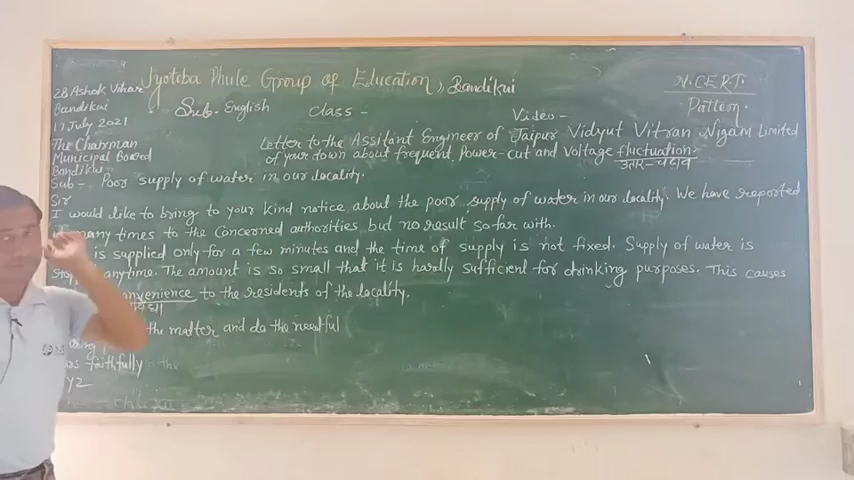 Jyotoba Phule Group of Education, Bandikui
N.C.E.R.T.
Pattern
Sub- English Class - Video -
28 Ashok Vihar
Bandikui
17 July 2021
The Chairman
Municipal Board
Bandikui
Letter to the Assitant Engineer of Jaipur Vidyut Vitran Nigam Limited
of your town about frequent Power-cut and Voltage fluctuation.
उतार-चढाव
Sub - Poor supply of water in our locality.
Sir
I would like to bring to your kind notice about the poor supply of water in our locality. We have reported
many times to the Concerned authorities but no result so far with.
is supplied only for a few minutes and the time of supply is not fixed. Supply of water is
anytime. The amount is so small that it is hardly sufficient for drinking purposes. This causes
to the residents of the locality.
the matter and do the needful
faithfully
YZ